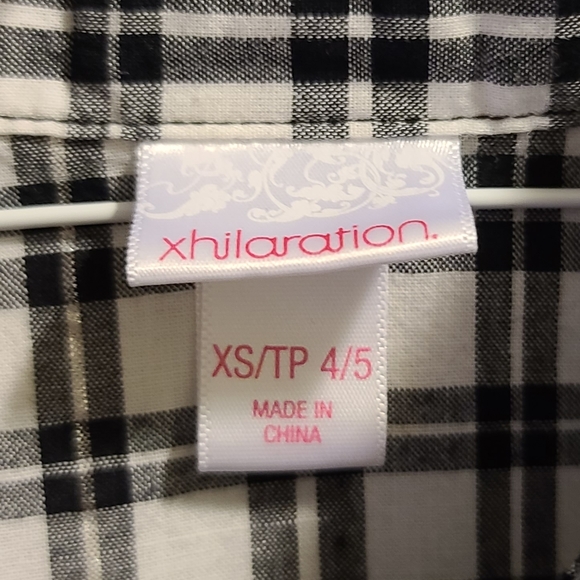 xhilaration.
XS/TP 4/5
MADE IN
CHINA